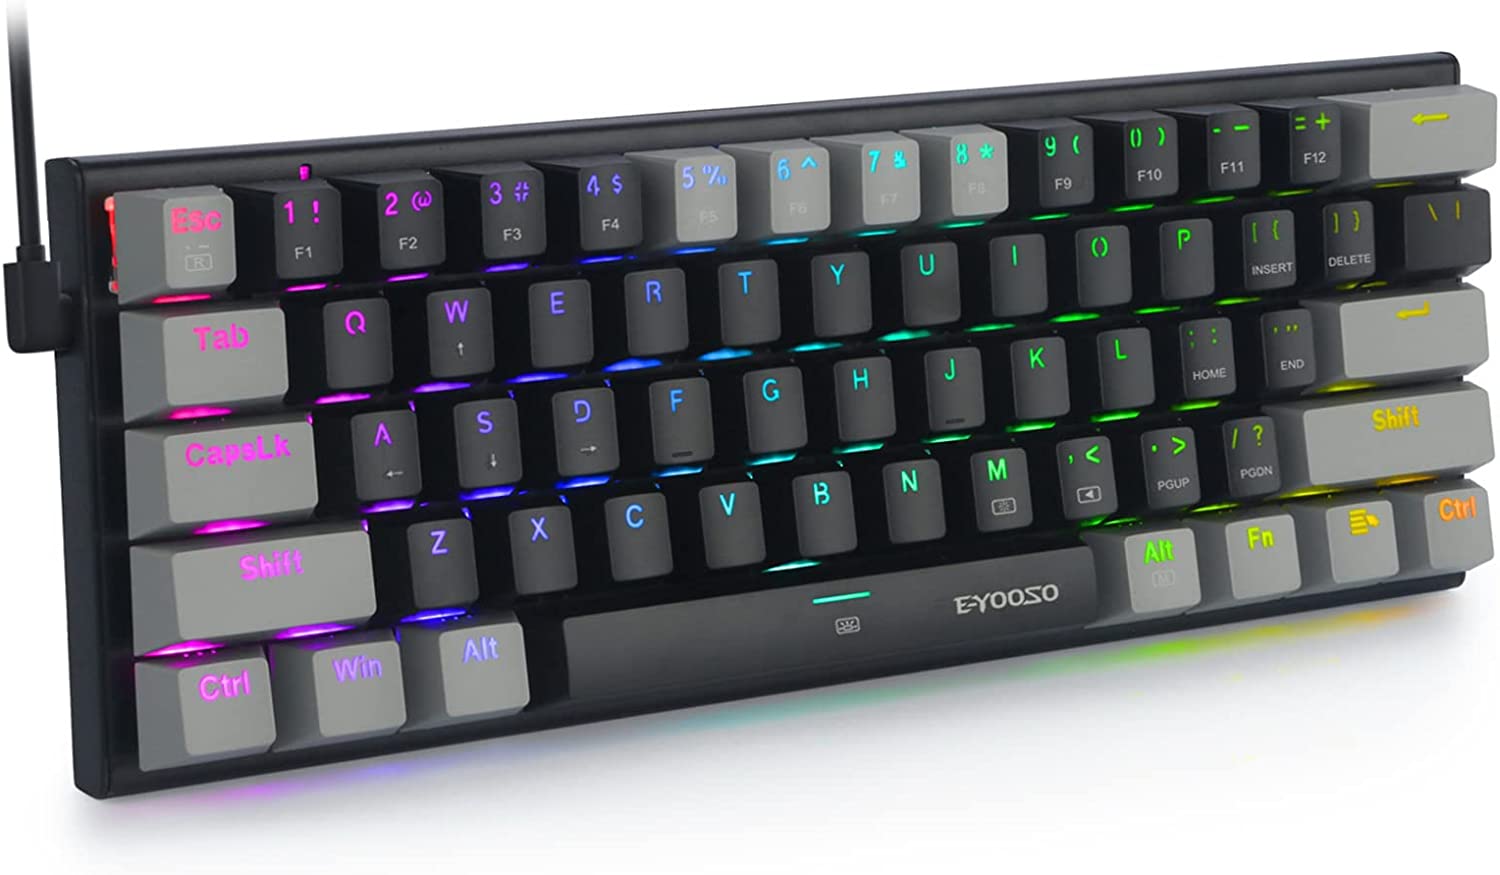 Esc 1 ! 2 @ 3 # 4 $ 5 % 6 ^ 7 & 8 * 9 ( 0 ) - – = + ←
R F1 F2 F3 F4 F5 F6 F7 F8 F9 F10 F11 F12
Tab Q W E R T Y U I O P [ { ] } \ |
↑ INSERT DELETE
CapsLk A S D F G H J K L ; : ' "
← ↓ → HOME END
Shift Z X C V B N M , < . > / ? Shift
PGUP PGDN
Ctrl Win Alt E-YOOSO Alt Fn Ctrl
M